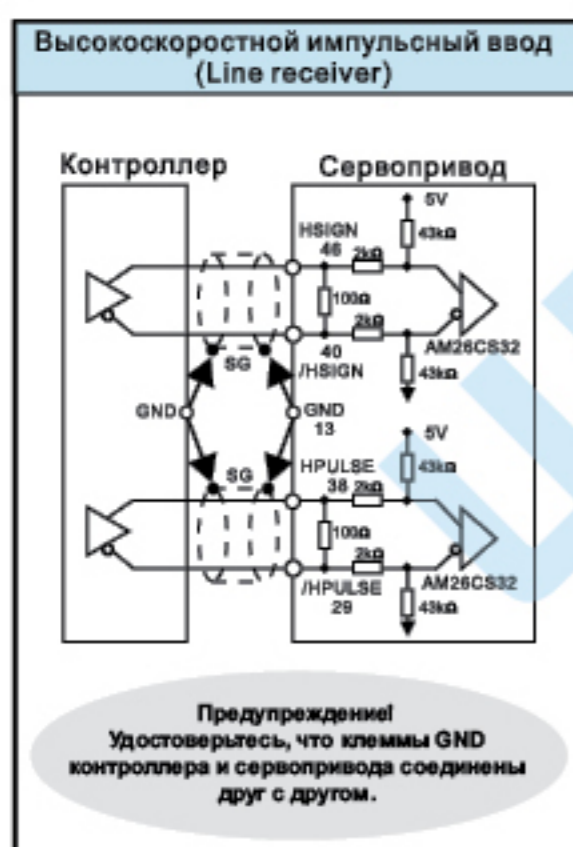 Высокоскоростной импульсный ввод
(Line receiver)
Контроллер
Сервопривод
5V
HSIGN
46
2kΩ
43kΩ
100Ω
2kΩ
40
/HSIGN
AM26CS32
43kΩ
SG
GND
GND
13
5V
SG
HPULSE
38
2kΩ
43kΩ
100Ω
2kΩ
/HPULSE
29
AM26CS32
43kΩ
Предупреждение!
Удостоверьтесь, что клеммы GND
контроллера и сервопривода соединены
друг с другом.